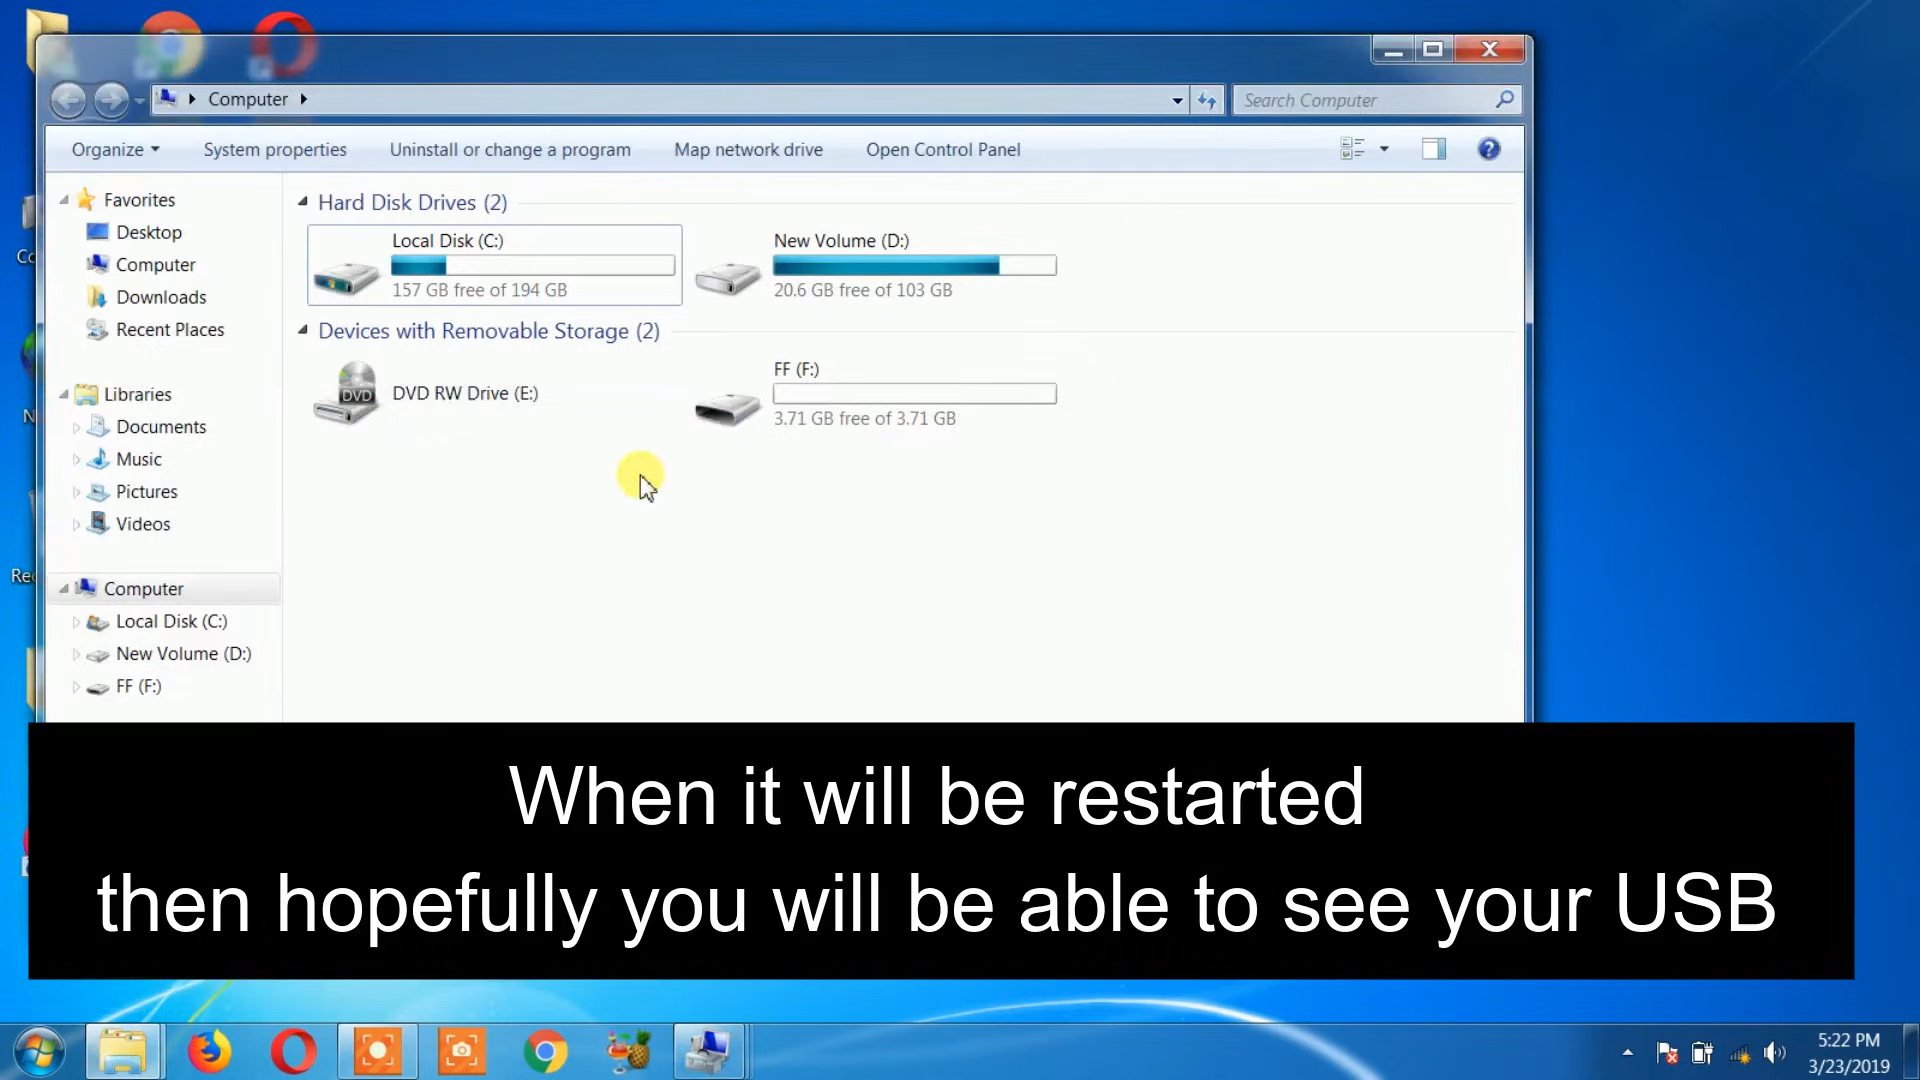 Computer
Search Computer
Organize
System properties
Uninstall or change a program
Map network drive
Open Control Panel
Favorites
Desktop
Computer
Downloads
Recent Places
Libraries
Documents
Music
Pictures
Videos
Computer
Local Disk (C:)
New Volume (D:)
FF (F:)
Hard Disk Drives (2)
Local Disk (C:)
157 GB free of 194 GB
New Volume (D:)
20.6 GB free of 103 GB
Devices with Removable Storage (2)
DVD
DVD RW Drive (E:)
FF (F:)
3.71 GB free of 3.71 GB
When it will be restarted
then hopefully you will be able to see your USB
5:22 PM
3/23/2019